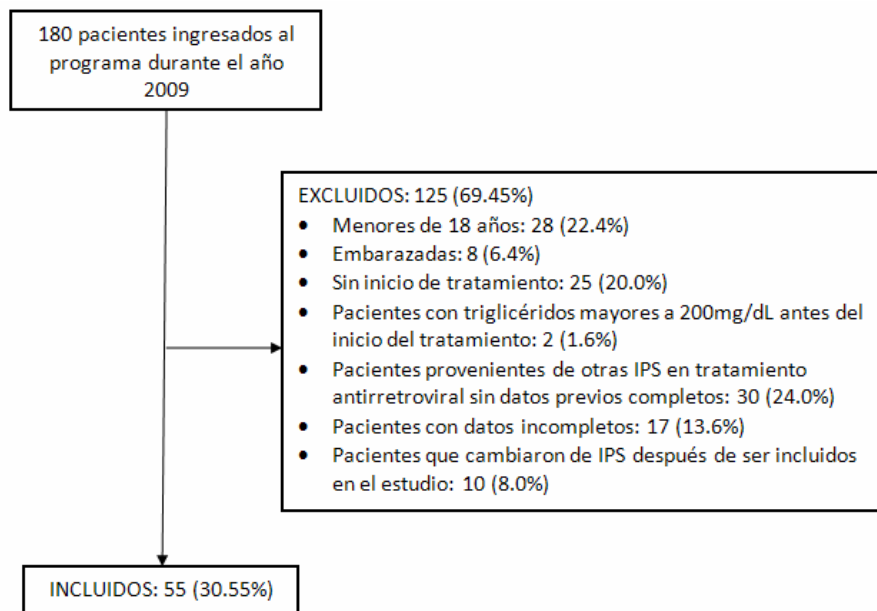 180 pacientes ingresados al
programa durante el año
2009
EXCLUIDOS: 125 (69.45%)
• Menores de 18 años: 28 (22.4%)
• Embarazadas: 8 (6.4%)
• Sin inicio de tratamiento: 25 (20.0%)
• Pacientes con triglicéridos mayores a 200mg/dL antes del
inicio del tratamiento: 2 (1.6%)
• Pacientes provenientes de otras IPS en tratamiento
antirretroviral sin datos previos completos: 30 (24.0%)
• Pacientes con datos incompletos: 17 (13.6%)
• Pacientes que cambiaron de IPS después de ser incluidos
en el estudio: 10 (8.0%)
INCLUIDOS: 55 (30.55%)